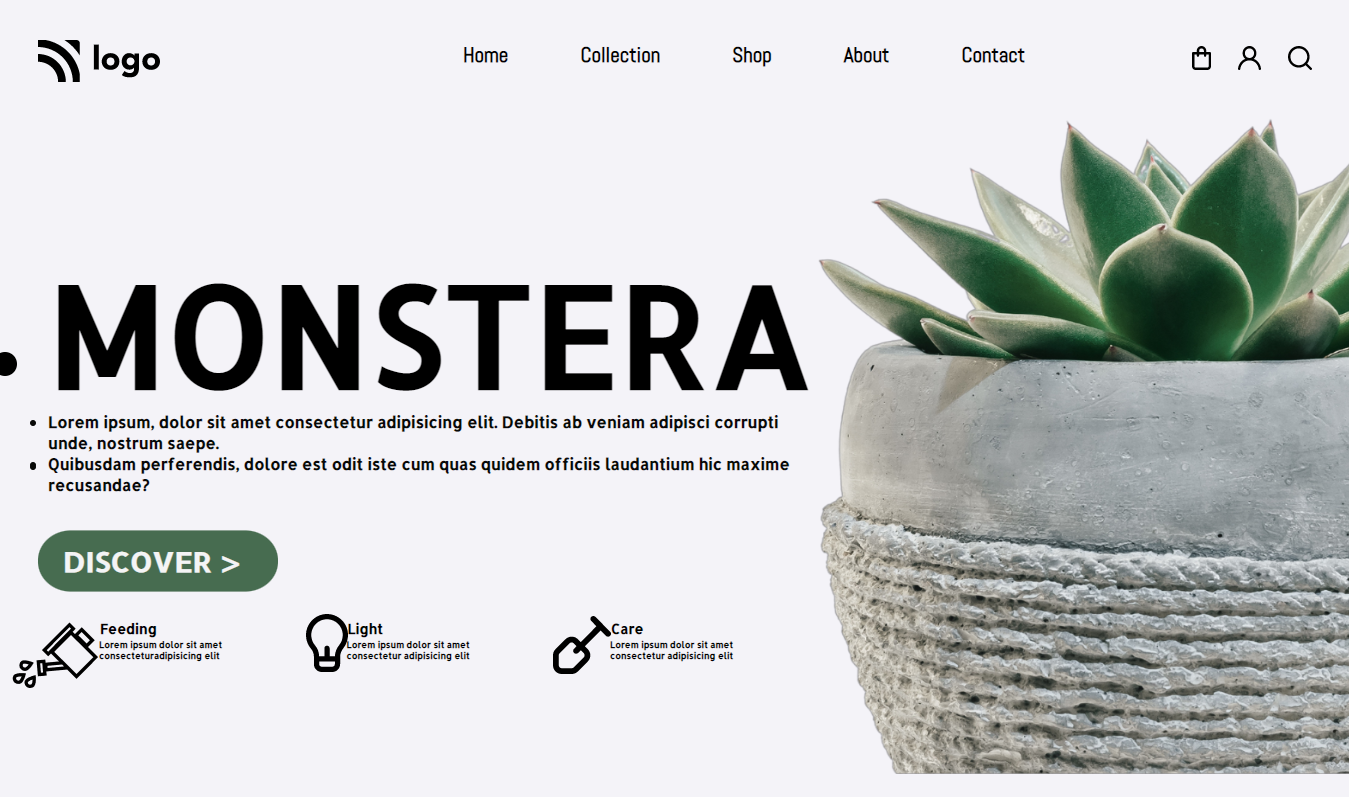 logo
Home Collection Shop About Contact
MONSTERA
Lorem ipsum, dolor sit amet consectetur adipisicing elit. Debitis ab veniam adipisci corrupti
unde, nostrum saepe.
Quibusdam perferendis, dolore est odit iste cum quas quidem officiis laudantium hic maxime
recusandae?
DISCOVER >
Feeding
Lorem ipsum dolor sit amet
consecteturadipisicing elit
Light
Lorem ipsum dolor sit amet
consectetur adipisicing elit
Care
Lorem ipsum dolor sit amet
consectetur adipisicing elit